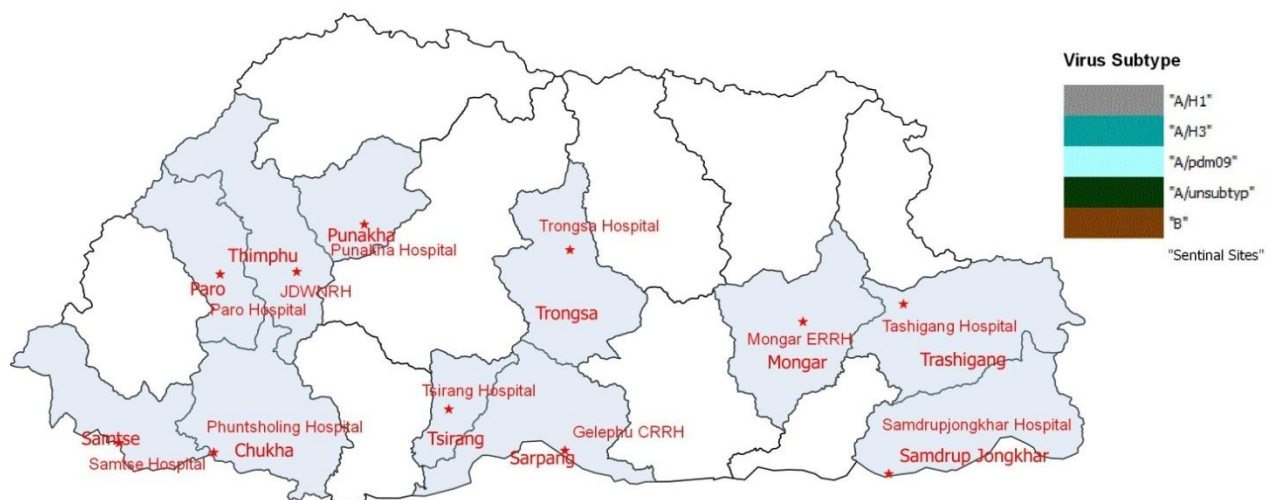 Virus Subtype
"A/H1"
"A/H3"
"A/pdm09"
"A/unsubtyp"
"B"
"Sentinal Sites"
Punakha
Punakha Hospital
Trongsa Hospital
Thimphu
JDWNRH
Paro
Paro Hospital
Trongsa
Tashigang Hospital
Mongar ERRH
Mongar
Trashigang
Tsirang Hospital
Tsirang
Phuntsholing Hospital
Chukha
Samtse
Samtse Hospital
Gelephu CRRH
Sarpang
Samdrupjongkhar Hospital
Samdrup Jongkhar